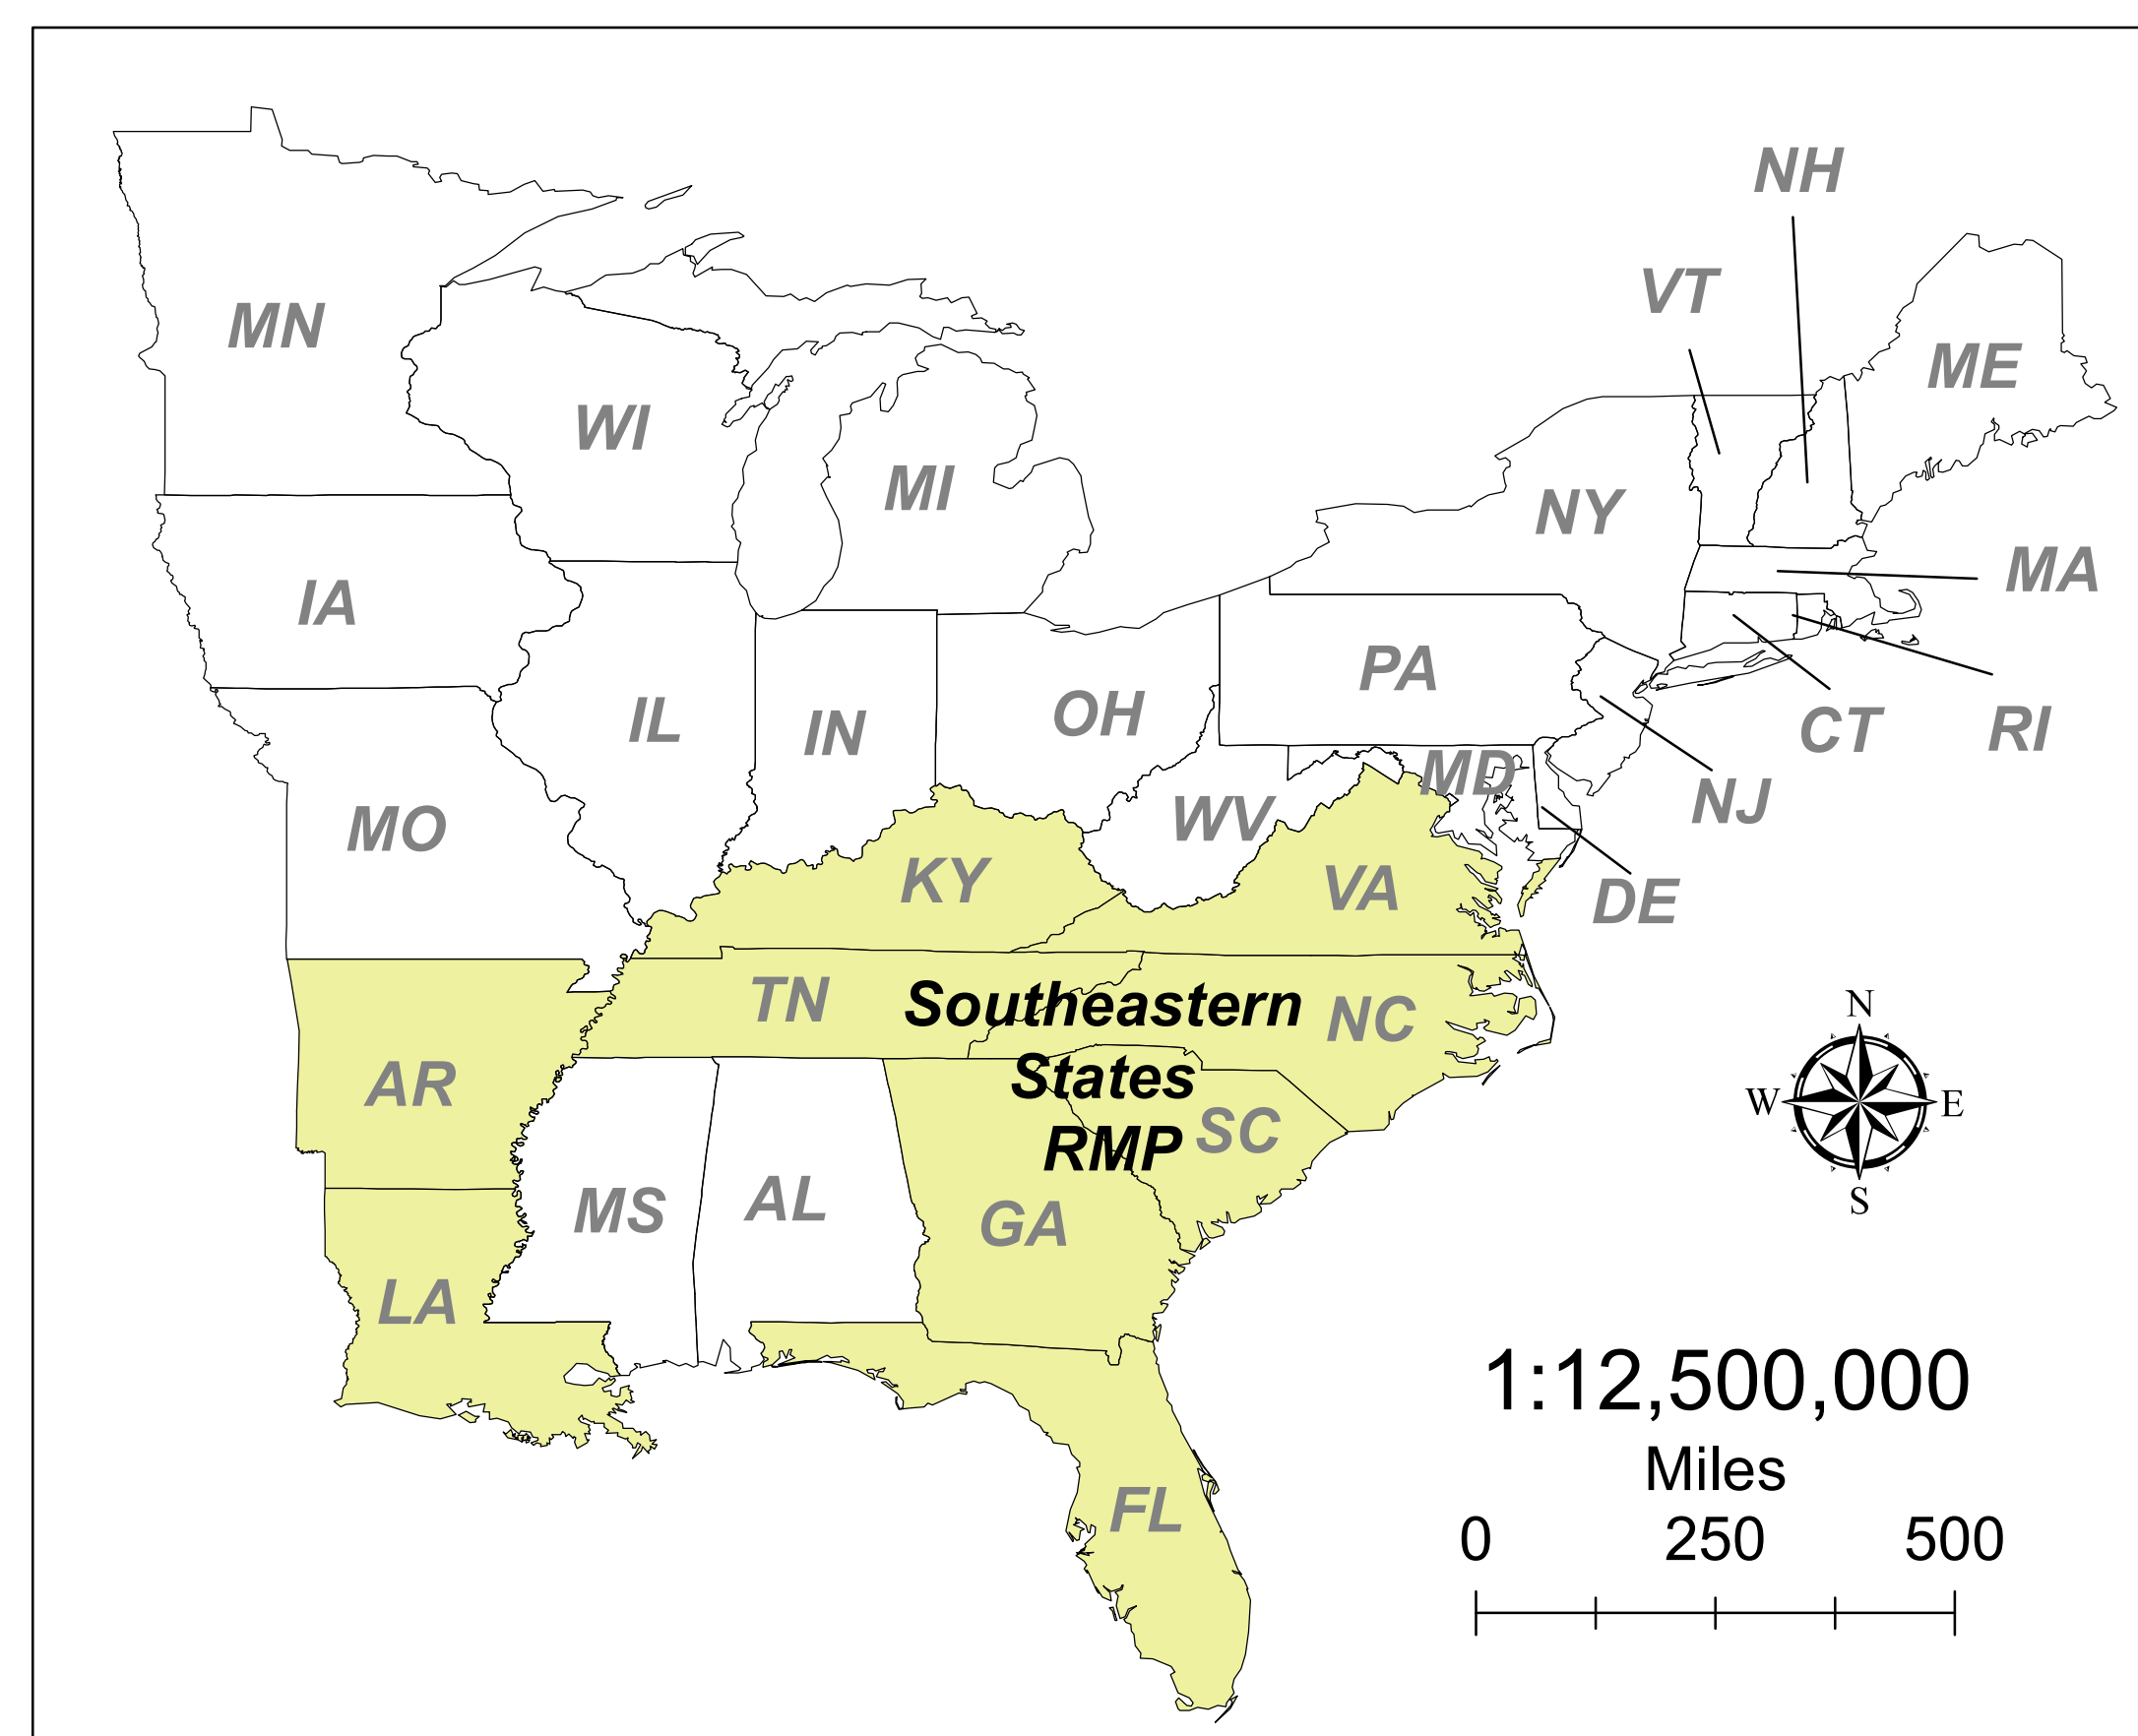 NH
VT
ME
MN
WI
MI
NY
MA
IA
PA
IL
IN
OH
CT
RI
MD
NJ
MO
WV
KY
VA
DE
TN
Southeastern
States
RMP
NC
AR
SC
MS
AL
GA
LA
FL
N
W
E
S
1:12,500,000
Miles
0 250 500